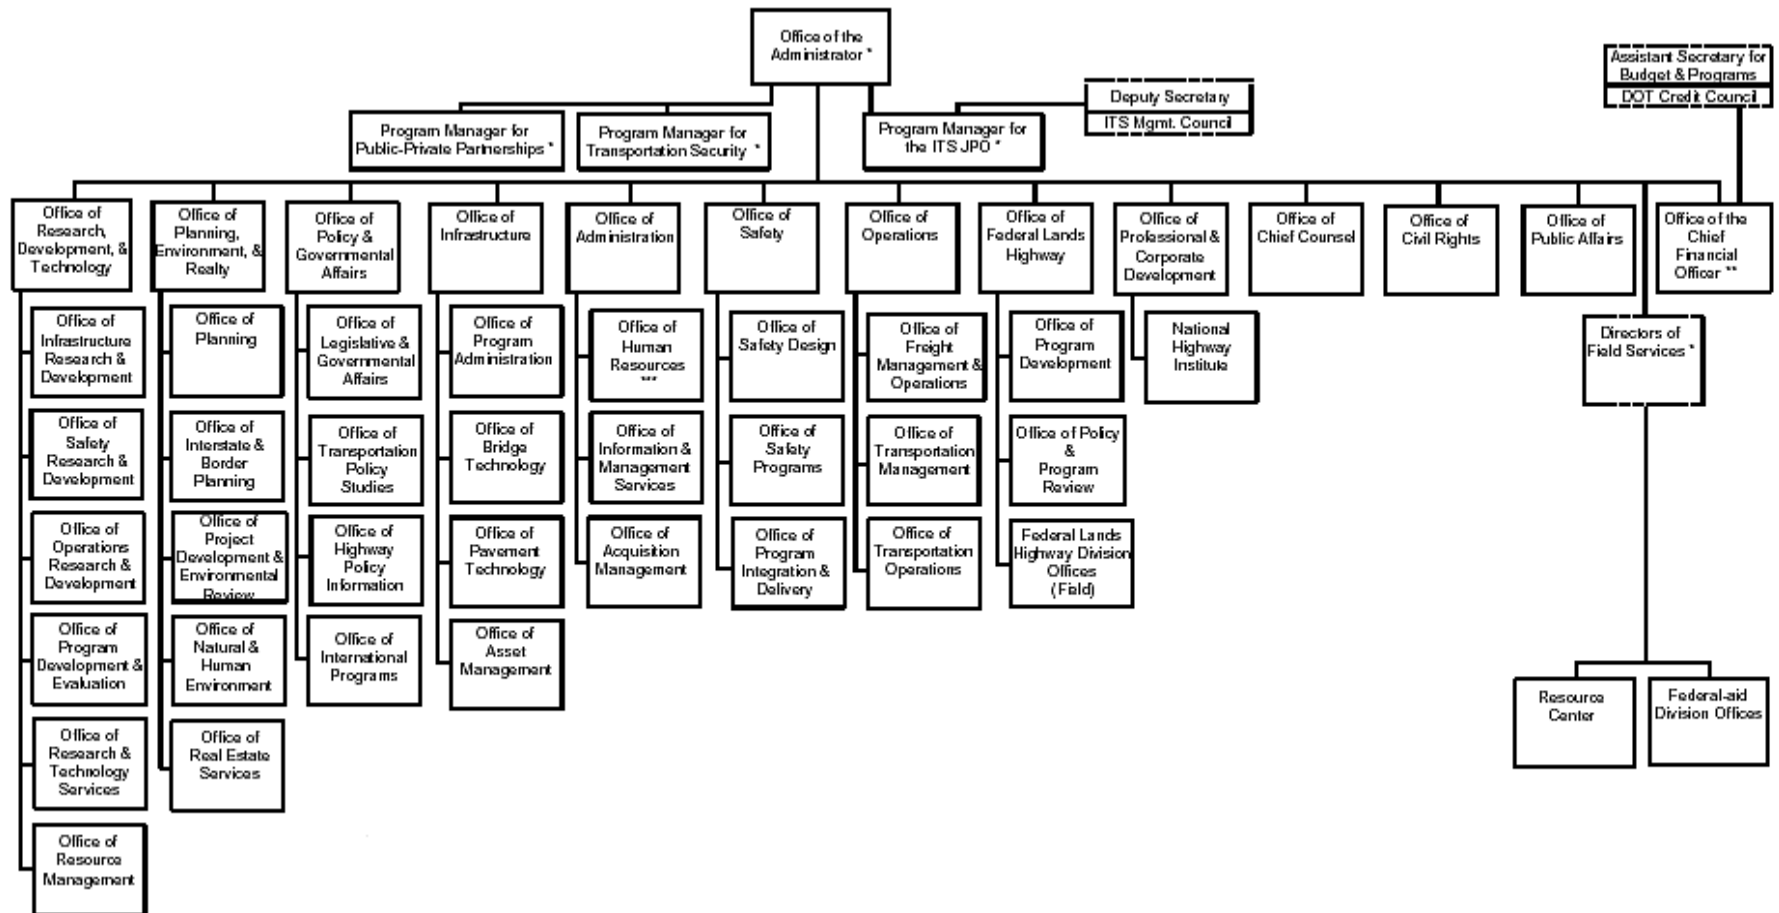 Office of the
Administrator *
Assistant Secretary for
Budget & Programs
DOT Credit Council
Deputy Secretary
ITS Mgmt. Council
Program Manager for
Public-Private Partnerships *
Program Manager for
Transportation Security *
Program Manager for
the ITS JPO *
Office of
Research,
Development, &
Technology
Office of
Planning,
Environment, &
Realty
Office of
Policy &
Governmental
Affairs
Office of
Infrastructure
Office of
Administration
Office of
Safety
Office of
Operations
Office of
Federal Lands
Highway
Office of
Professional &
Corporate
Development
Office of
Chief Counsel
Office of
Civil Rights
Office of
Public Affairs
Office of the
Chief
Financial
Officer **
Office of
Infrastructure
Research &
Development
Office of
Planning
Office of
Legislative &
Governmental
Affairs
Office of
Program
Administration
Office of
Human
Resources
***
Office of
Safety Design
Office of
Freight
Management &
Operations
Office of
Program
Development
National
Highway
Institute
Directors of
Field Services *
Office of
Safety
Research &
Development
Office of
Interstate &
Border
Planning
Office of
Transportation
Policy
Studies
Office of
Bridge
Technology
Office of
Information &
Management
Services
Office of
Safety
Programs
Office of
Transportation
Management
Office of Policy
&
Program
Review
Office of
Operations
Research &
Development
Office of
Project
Development &
Environmental
Review
Office of
Highway
Policy
Information
Office of
Pavement
Technology
Office of
Acquisition
Management
Office of
Program
Integration &
Delivery
Office of
Transportation
Operations
Federal Lands
Highway Division
Offices
(Field)
Office of
Program
Development &
Evaluation
Office of
Natural &
Human
Environment
Office of
International
Programs
Office of
Asset
Management
Resource
Center
Federal-aid
Division Offices
Office of
Research &
Technology
Services
Office of
Real Estate
Services
Office of
Resource
Management